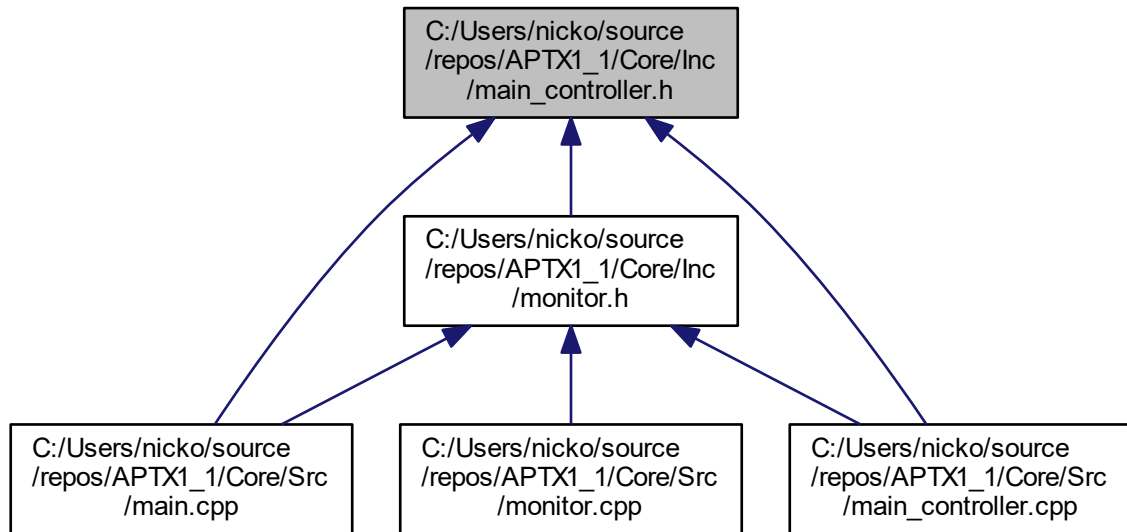 C:/Users/nicko/source
/repos/APTX1_1/Core/Inc
/main_controller.h
C:/Users/nicko/source
/repos/APTX1_1/Core/Inc
/monitor.h
C:/Users/nicko/source
/repos/APTX1_1/Core/Src
/main.cpp
C:/Users/nicko/source
/repos/APTX1_1/Core/Src
/monitor.cpp
C:/Users/nicko/source
/repos/APTX1_1/Core/Src
/main_controller.cpp